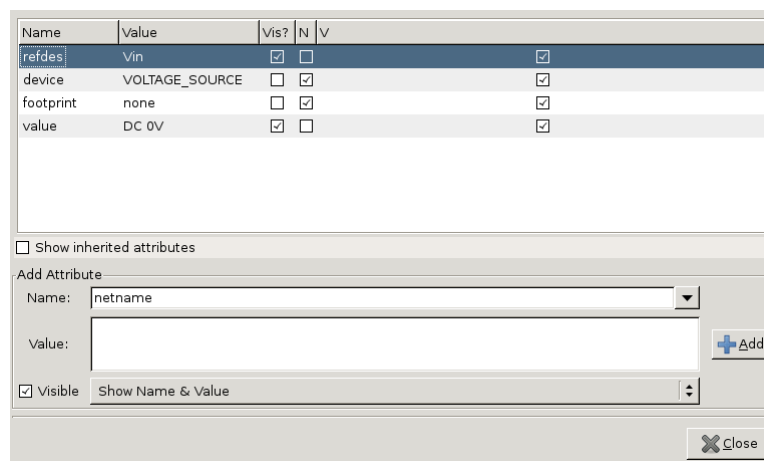 Name Value Vis? N V
refdes Vin
device VOLTAGE_SOURCE
footprint none
value DC 0V
Show inherited attributes
Add Attribute
Name: netname
Value:
Add
Visible Show Name & Value
Close